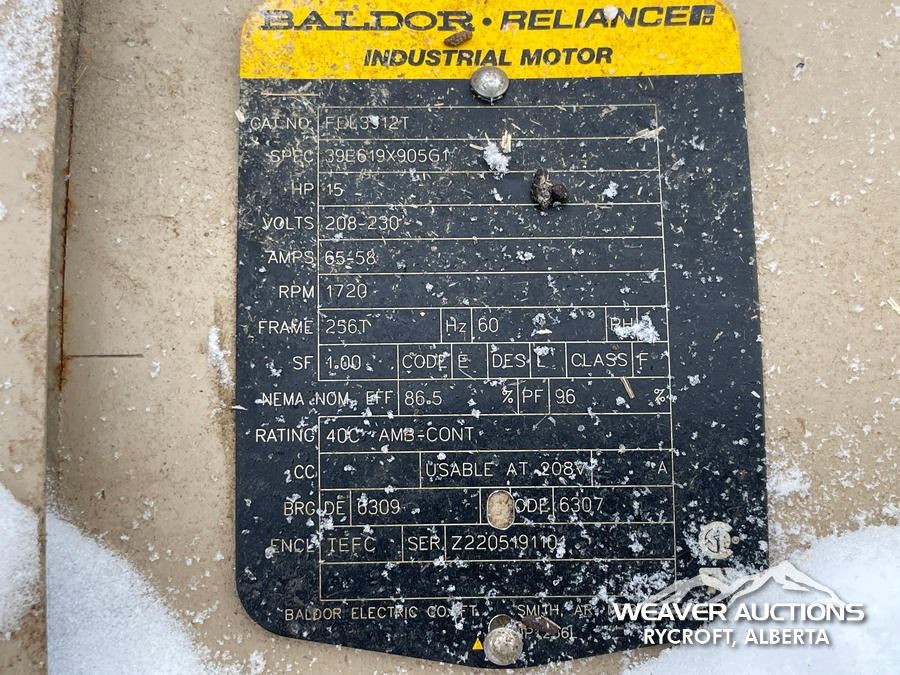 BALDOR • RELIANCE
INDUSTRIAL MOTOR
CAT.NO. FDL3912T
SPEC 39E619X905G1
HP 15
VOLTS 208-230
AMPS 65-58
RPM 1720
FRAME 256T Hz 60 PH
SF 1.00 CODE E DES L CLASS F
NEMA NOM. EFF 86.5 % PF 96 %
RATING 40C AMB-CONT
CC USABLE AT 208V A
BRG DE 6309 ODE 6307
ENCL TEFC SER Z2205191101
BALDOR ELECTRIC CO. FT. SMITH, AR
WEAVER AUCTIONS
RYCROFT, ALBERTA